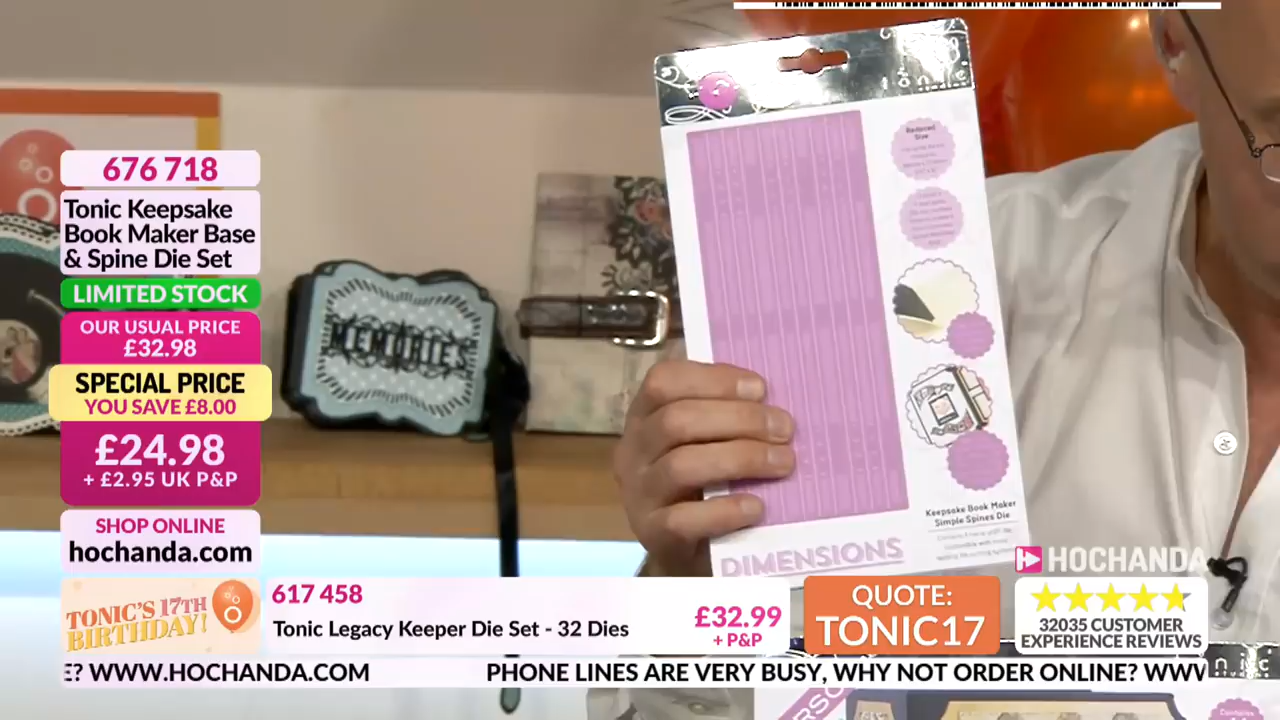 676 718
Tonic Keepsake
Book Maker Base
& Spine Die Set
LIMITED STOCK
OUR USUAL PRICE
£32.98
SPECIAL PRICE
YOU SAVE £8.00
£24.98
+ £2.95 UK P&P
SHOP ONLINE
hochanda.com
MEMORIES
tonic
Reduced
Size
Keepsake Book Maker
Simple Spines Die
DIMENSIONS
HOCHANDA
TONIC'S 17TH
BIRTHDAY!
617 458
Tonic Legacy Keeper Die Set - 32 Dies
£32.99
+ P&P
QUOTE:
TONIC17
32035 CUSTOMER
EXPERIENCE REVIEWS
E? WWW.HOCHANDA.COM PHONE LINES ARE VERY BUSY, WHY NOT ORDER ONLINE? WWW